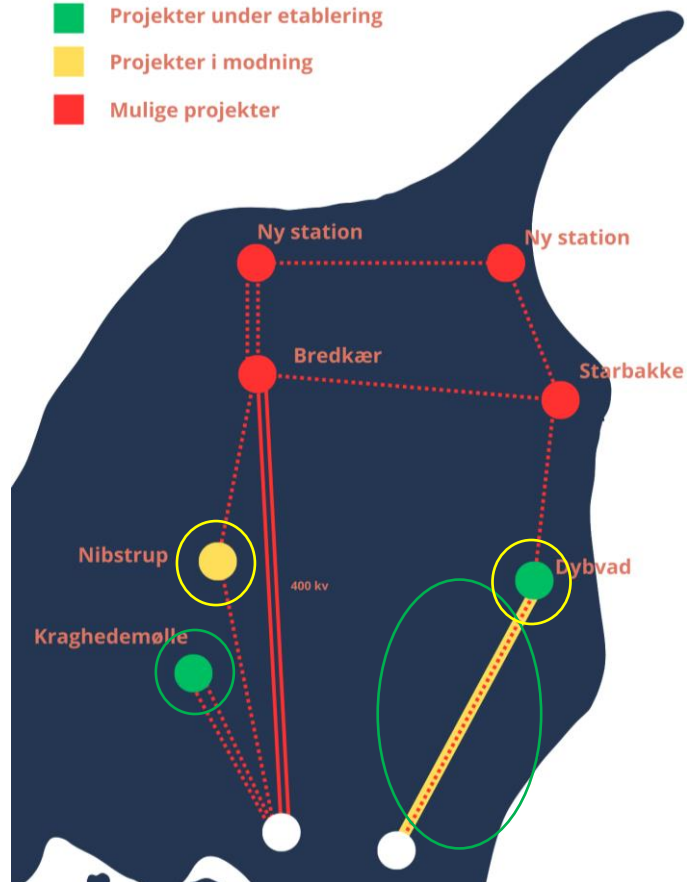 Projekter under etablering
Projekter i modning
Mulige projekter
Ny station
Ny station
Bredkær
Starbakke
Nibstrup
400 kv
Dybvad
Kraghedemølle